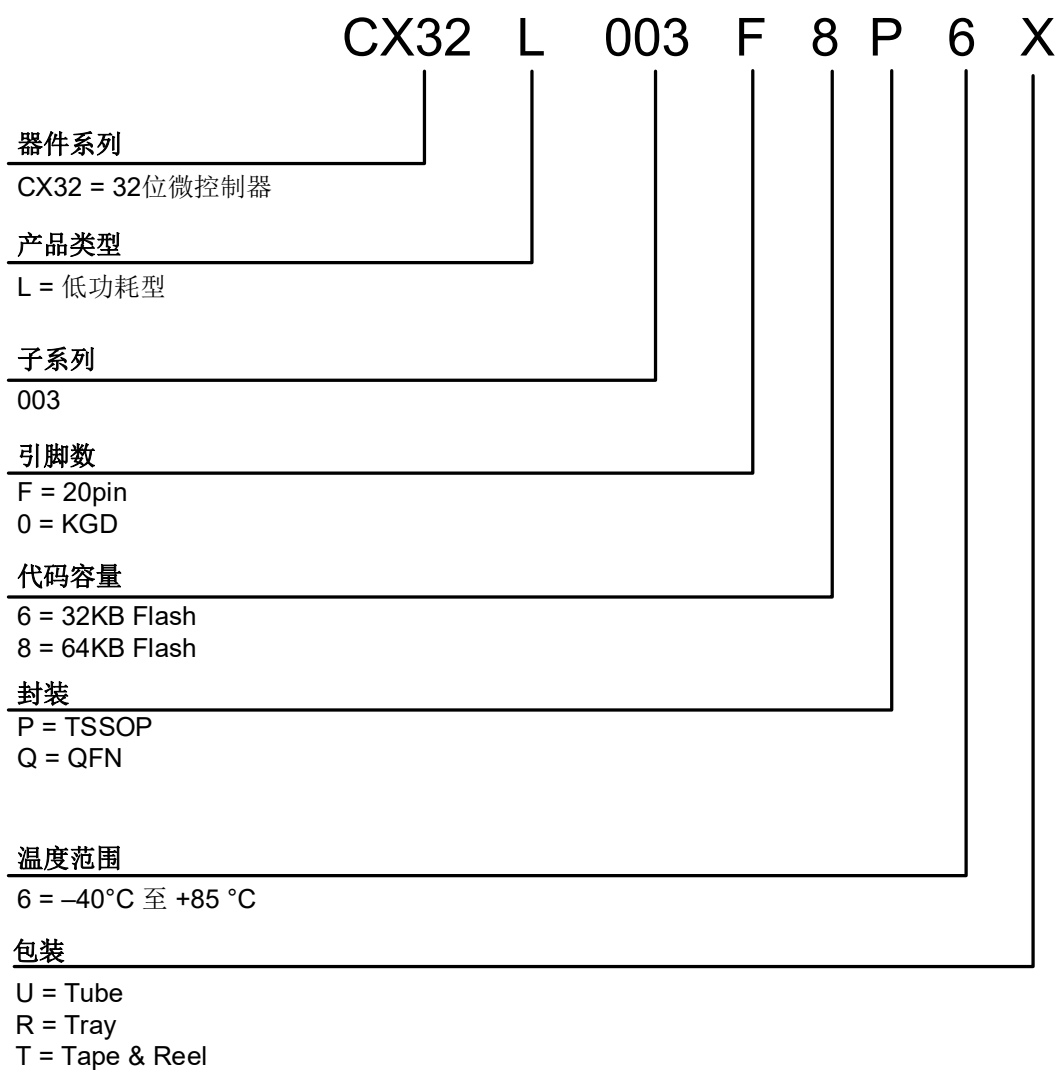 CX32 L 003 F 8 P 6 X
器件系列
CX32 = 32位微控制器
产品类型
L = 低功耗型
子系列
003
引脚数
F = 20pin
0 = KGD
代码容量
6 = 32KB Flash
8 = 64KB Flash
封装
P = TSSOP
Q = QFN
温度范围
6 = –40°C 至 +85 °C
包装
U = Tube
R = Tray
T = Tape & Reel